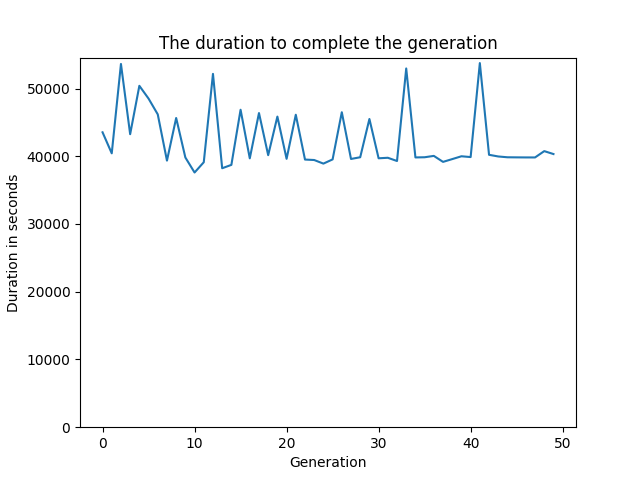 The duration to complete the generation
50000
40000
30000
20000
10000
0
Duration in seconds
0 10 20 30 40 50
Generation